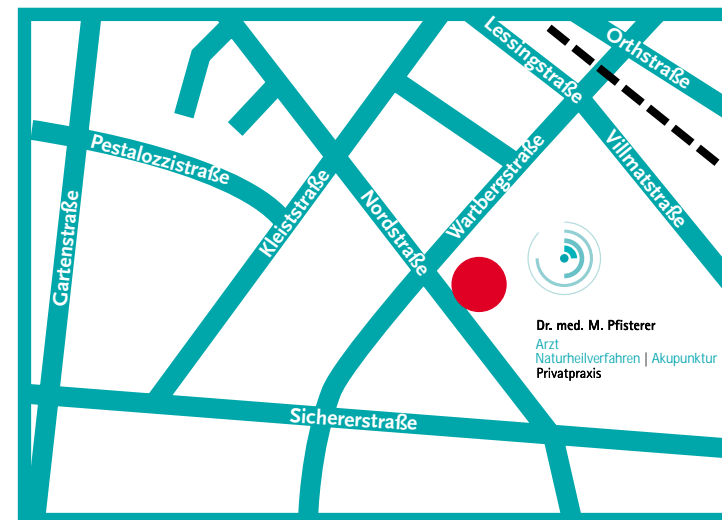 Lessingstraße
Orthstraße
Pestalozzistraße
Wartbergstraße
Villmatstraße
Kleiststraße
Nordstraße
Gartenstraße
Dr. med. M. Pfisterer
Arzt
Naturheilverfahren | Akupunktur
Privatpraxis
Sichererstraße